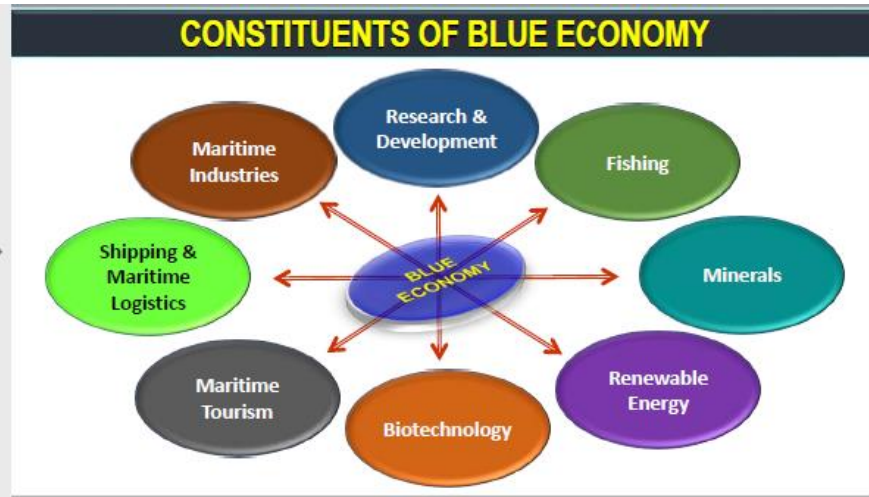 CONSTITUENTS OF BLUE ECONOMY
Research &
Development
Maritime
Industries
Fishing
Shipping &
Maritime
Logistics
BLUE
ECONOMY
Minerals
Maritime
Tourism
Renewable
Energy
Biotechnology